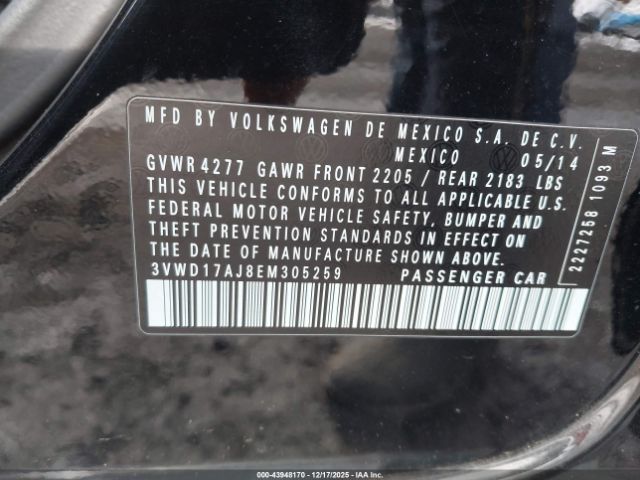 MFD BY VOLKSWAGEN DE MEXICO S.A. DE C.V.
MEXICO 05/14
GVWR 4277 GAWR FRONT 2205 / REAR 2183 LBS
THIS VEHICLE CONFORMS TO ALL APPLICABLE U.S.
FEDERAL MOTOR VEHICLE SAFETY, BUMPER AND
THEFT PREVENTION STANDARDS IN EFFECT ON
THE DATE OF MANUFACTURE SHOWN ABOVE.
3VWD17AJ8EM305259 PASSENGER CAR
2227258 1093 M
000-43948170 - 12/17/2025 - IAAI.COM